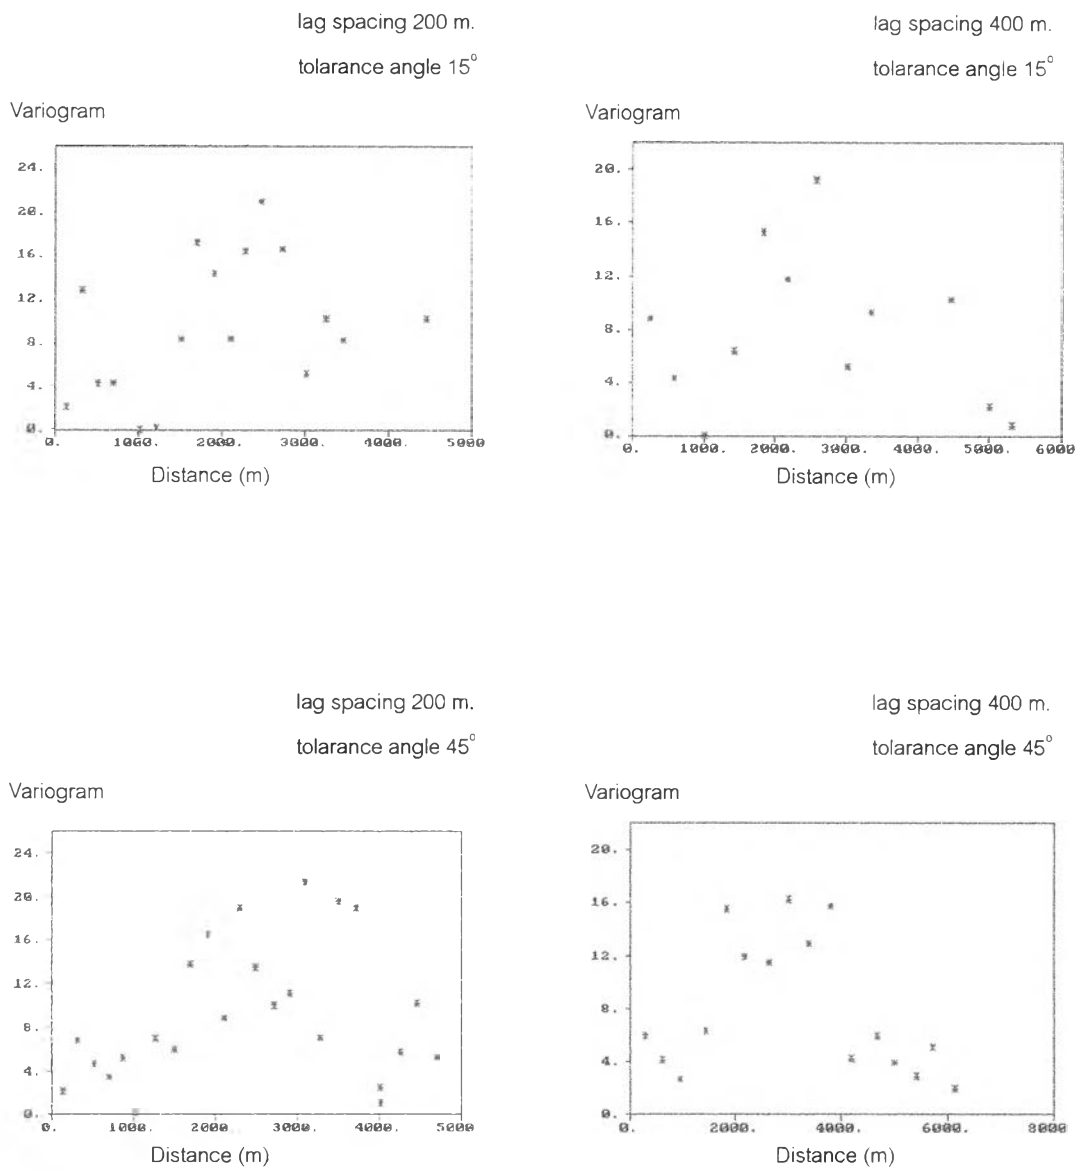 lag spacing 200 m.
tolarance angle 15°
Variogram
24.
20.
16.
12.
8.
4.
0.
0. 1000. 2000. 3000. 4000. 5000
Distance (m)
lag spacing 400 m.
tolarance angle 15°
Variogram
20.
16.
12.
8.
4.
0.
0. 1000. 2000. 3000. 4000. 5000. 6000
Distance (m)
lag spacing 200 m.
tolarance angle 45°
Variogram
24.
20.
16.
12.
8.
4.
0.
0. 1000. 2000. 3000. 4000. 5000
Distance (m)
lag spacing 400 m.
tolarance angle 45°
Variogram
20.
16.
12.
8.
4.
0.
0. 2000. 4000. 6000. 8000
Distance (m)